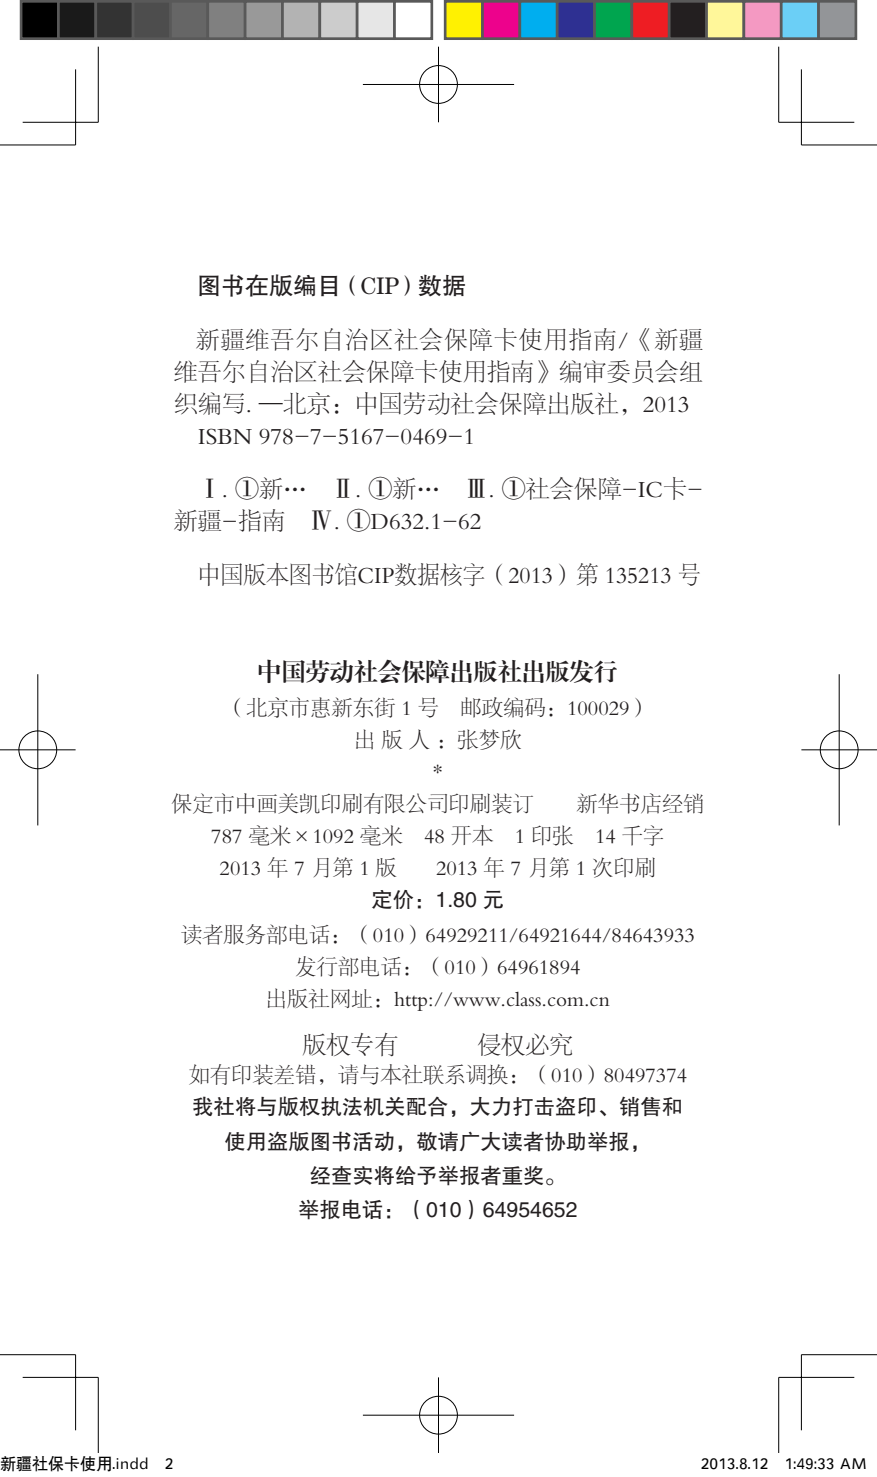 图书在版编目（CIP）数据
新疆维吾尔自治区社会保障卡使用指南/《新疆
维吾尔自治区社会保障卡使用指南》编审委员会组
织编写. —北京：中国劳动社会保障出版社，2013
ISBN 978-7-5167-0469-1
Ⅰ. ①新… Ⅱ. ①新… Ⅲ. ①社会保障-IC卡-
新疆-指南 Ⅳ. ①D632.1-62
中国版本图书馆CIP数据核字（2013）第 135213 号
中国劳动社会保障出版社出版发行
（北京市惠新东街 1 号 邮政编码：100029）
出 版 人 ：张梦欣
*
保定市中画美凯印刷有限公司印刷装订 新华书店经销
787 毫米×1092 毫米 48 开本 1 印张 14 千字
2013 年 7 月第 1 版 2013 年 7 月第 1 次印刷
定价：1.80 元
读者服务部电话：（010）64929211/64921644/84643933
发行部电话：（010）64961894
出版社网址：http://www.class.com.cn
版权专有 侵权必究
如有印装差错，请与本社联系调换：（010）80497374
我社将与版权执法机关配合，大力打击盗印、销售和
使用盗版图书活动，敬请广大读者协助举报，
经查实将给予举报者重奖。
举报电话：（010）64954652
新疆社保卡使用.indd 2 2013.8.12 1:49:33 AM